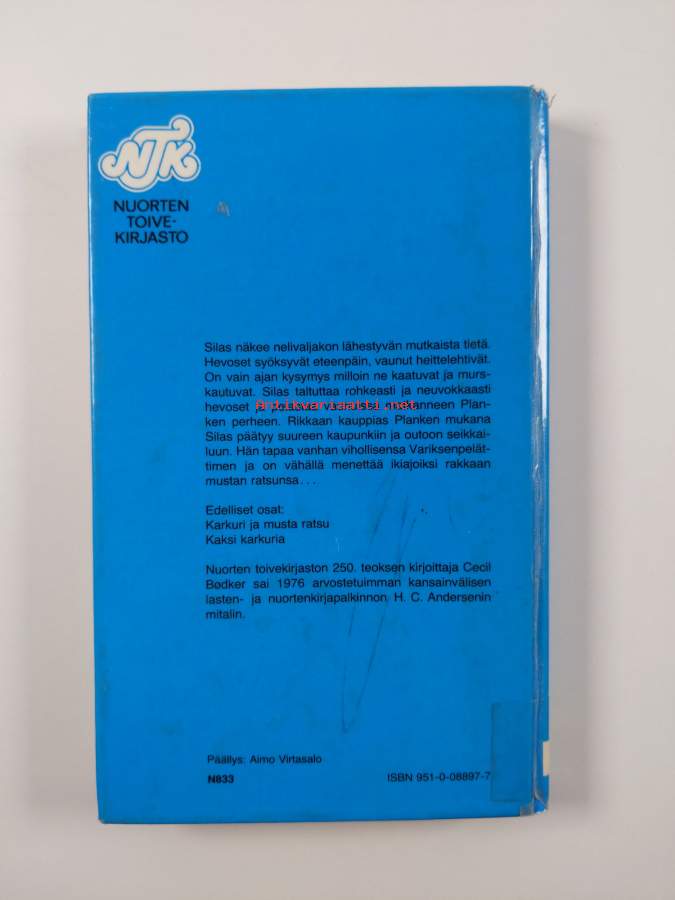 NTK
NUORTEN
TOIVE-
KIRJASTO
Silas näkee nelivaljakon lähestyvän mutkaista tietä.
Hevoset syöksyvät eteenpäin, vaunut heittelehtivät.
On vain ajan kysymys milloin ne kaatuvat ja murs-
kautuvat. Silas taltuttaa rohkeasti ja neuvokkaasti
hevoset ja
Antikvariaatti.net
Plan-
ken perheen. Rikkaan kauppias Planken mukana
Silas päätyy suureen kaupunkiin ja outoon seikkai-
luun. Hän tapaa vanhan vihollisensa Variksenpelät-
timen ja on vähällä menettää ikiajoiksi rakkaan
mustan ratsunsa...
Edelliset osat:
Karkuri ja musta ratsu
Kaksi karkuria
Nuorten toivekirjaston 250. teoksen kirjoittaja Cecil
Bødker sai 1976 arvostetuimman kansainvälisen
lasten- ja nuortenkirjapalkinnon H. C. Andersenin
mitalin.
Päällys: Aimo Virtasalo
N833
ISBN 951-0-08897-7